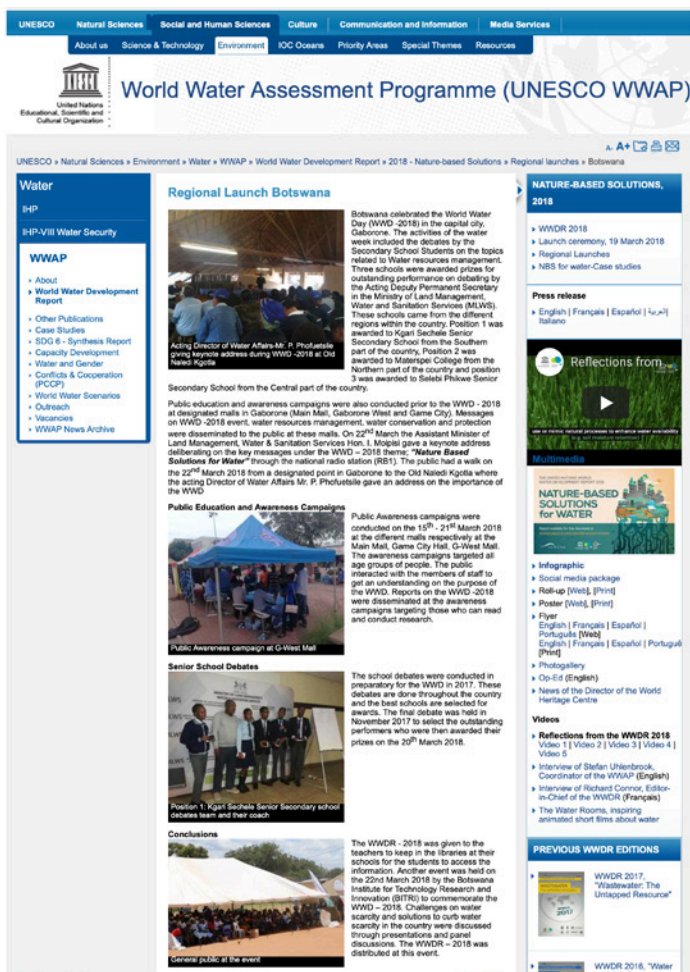 UNESCO Natural Sciences Social and Human Sciences Culture Communication and Information Media Services
About us Science & Technology Environment IOC Oceans Priority Areas Special Themes Resources
United Nations
Educational, Scientific and
Cultural Organization
World Water Assessment Programme (UNESCO WWAP)
A- A+
UNESCO » Natural Sciences » Environment » Water » WWAP » World Water Development Report » 2018 - Nature-based Solutions » Regional launches » Botswana
Water
IHP
IHP-VIII Water Security
WWAP
About
World Water Development
Report
Other Publications
Case Studies
SDG 6 - Synthesis Report
Capacity Development
Water and Gender
Conflicts & Cooperation
(PCCP)
World Water Scenarios
Outreach
Vacancies
WWAP News Archive
Regional Launch Botswana
Botswana celebrated the World Water
Day (WWD -2018) in the capital city,
Gaborone. The activities of the water
week included the debates by the
Secondary School Students on the topics
related to Water resources management.
Three schools were awarded prizes for
outstanding performance on debating by
the Acting Deputy Permanent Secretary
in the Ministry of Land Management,
Water and Sanitation Services (MLWS).
These schools came from the different
regions within the country. Position 1 was
awarded to Kgari Sechele Senior
Secondary School from the Southern
part of the country, Position 2 was
awarded to Materspei College from the
Northern part of the country and position
3 was awarded to Selebi Phikwe Senior
Secondary School from the Central part of the country.
Acting Director of Water Affairs-Mr. P. Phofuetsile
giving keynote address during WWD -2018 at Old
Naledi Kgotla
Public education and awareness campaigns were also conducted prior to the WWD - 2018
at designated malls in Gaborone (Main Mall, Gaborone West and Game City). Messages
on WWD -2018 event, water resources management, water conservation and protection
were disseminated to the public at these malls. On 22nd March the Assistant Minister of
Land Management, Water & Sanitation Services Hon. I. Molpisi gave a keynote address
deliberating on the key messages under the WWD – 2018 theme; "Nature Based
Solutions for Water" through the national radio station (RB1). The public had a walk on
the 22nd March 2018 from a designated point in Gaborone to the Old Naledi Kgotla where
the acting Director of Water Affairs Mr. P. Phofuetsile gave an address on the importance of
the WWD
Public Education and Awareness Campaigns
Public Awareness campaigns were
conducted on the 15th - 21st March 2018
at the different malls respectively at the
Main Mall, Game City Hall, G-West Mall.
The awareness campaigns targeted all
age groups of people. The public
interacted with the members of staff to
get an understanding on the purpose of
the WWD. Reports on the WWD -2018
were disseminated at the awareness
campaigns targeting those who can read
and conduct research.
Public Awareness campaign at G-West Mall
Senior School Debates
The school debates were conducted in
preparatory for the WWD in 2017. These
debates are done throughout the country
and the best schools are selected for
awards. The final debate was held in
November 2017 to select the outstanding
performers who were then awarded their
prizes on the 20th March 2018.
Position 1: Kgari Sechele Senior Secondary school
debates team and their coach
Conclusions
The WWDR - 2018 was given to the
teachers to keep in the libraries at their
schools for the students to access the
information. Another event was held on
the 22nd March 2018 by the Botswana
Institute for Technology Research and
Innovation (BITRI) to commemorate the
WWD – 2018. Challenges on water
scarcity and solutions to curb water
scarcity in the country were discussed
through presentations and panel
discussions. The WWDR – 2018 was
distributed at this event.
General public at the event
NATURE-BASED SOLUTIONS,
2018
WWDR 2018
Launch ceremony, 19 March 2018
Regional Launches
NBS for water-Case studies
Press release
English | Français | Español | العربية |
Italiano
Reflections from
use or mimic natural processes to enhance water availability
(e.g. soil moisture retention)
Multimedia
NATURE-BASED
SOLUTIONS
for WATER
Infographic
Social media package
Roll-up [Web], [Print]
Poster [Web], [Print]
Flyer
English | Français | Español |
Português [Web]
English | Français | Español | Portuguê
[Print]
Photogallery
Op-Ed (English)
News of the Director of the World
Heritage Centre
Videos
Reflections from the WWDR 2018
Video 1 | Video 2 | Video 3 | Video 4 |
Video 5
Interview of Stefan Uhlenbrook,
Coordinator of the WWAP (English)
Interview of Richard Connor, Editor-
in-Chief of the WWDR (Français)
The Water Rooms, inspiring
animated short films about water
PREVIOUS WWDR EDITIONS
WWDR 2017,
"Wastewater: The
Untapped Resource"
WWDR 2016, "Water